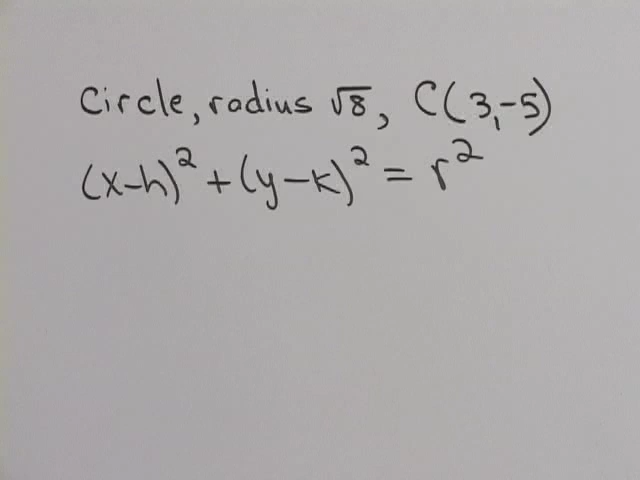 Circle, radius √8, C(3,-5)
(x-h)² + (y-k)² = r²